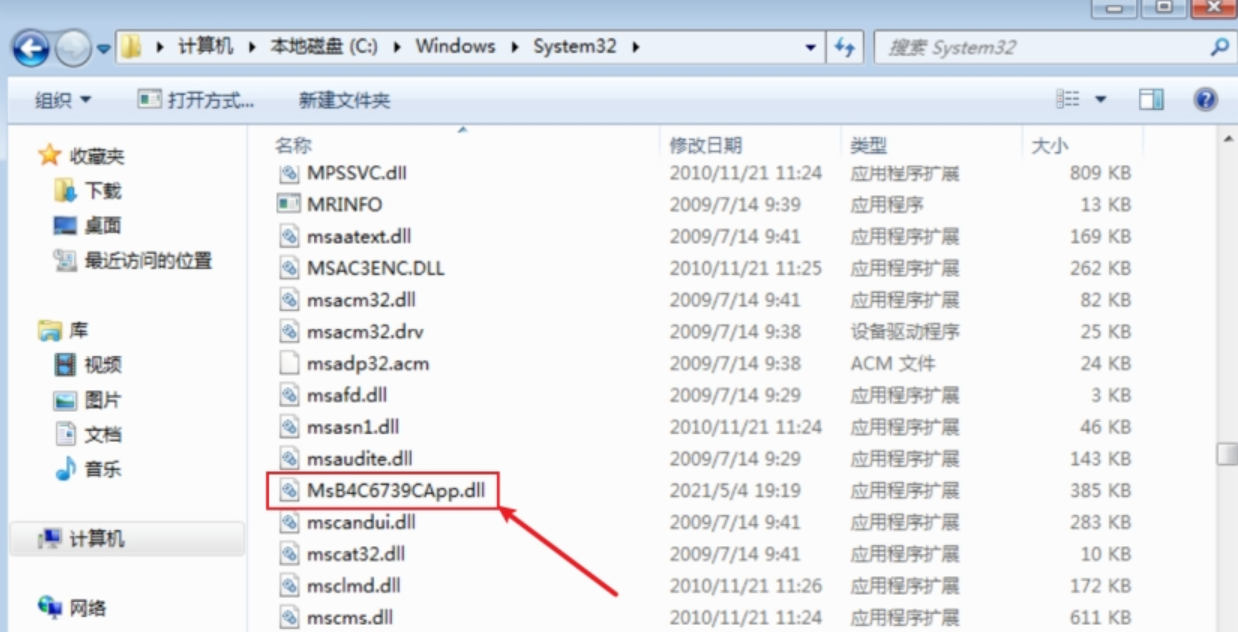 计算机 本地磁盘 (C:) Windows System32 搜索 System32
组织 打开方式... 新建文件夹
收藏夹
下载
桌面
最近访问的位置
库
视频
图片
文档
音乐
计算机
网络
名称 修改日期 类型 大小
MPSSVC.dll 2010/11/21 11:24 应用程序扩展 809 KB
MRINFO 2009/7/14 9:39 应用程序 13 KB
msaatext.dll 2009/7/14 9:41 应用程序扩展 169 KB
MSAC3ENC.DLL 2010/11/21 11:25 应用程序扩展 262 KB
msacm32.dll 2009/7/14 9:41 应用程序扩展 82 KB
msacm32.drv 2009/7/14 9:38 设备驱动程序 25 KB
msadp32.acm 2009/7/14 9:38 ACM 文件 24 KB
msafd.dll 2009/7/14 9:29 应用程序扩展 3 KB
msasn1.dll 2010/11/21 11:24 应用程序扩展 46 KB
msaudite.dll 2009/7/14 9:29 应用程序扩展 143 KB
MsB4C6739CApp.dll 2021/5/4 19:19 应用程序扩展 385 KB
mscandui.dll 2009/7/14 9:41 应用程序扩展 283 KB
mscat32.dll 2009/7/14 9:41 应用程序扩展 10 KB
msclmd.dll 2010/11/21 11:26 应用程序扩展 172 KB
mscms.dll 2010/11/21 11:24 应用程序扩展 611 KB